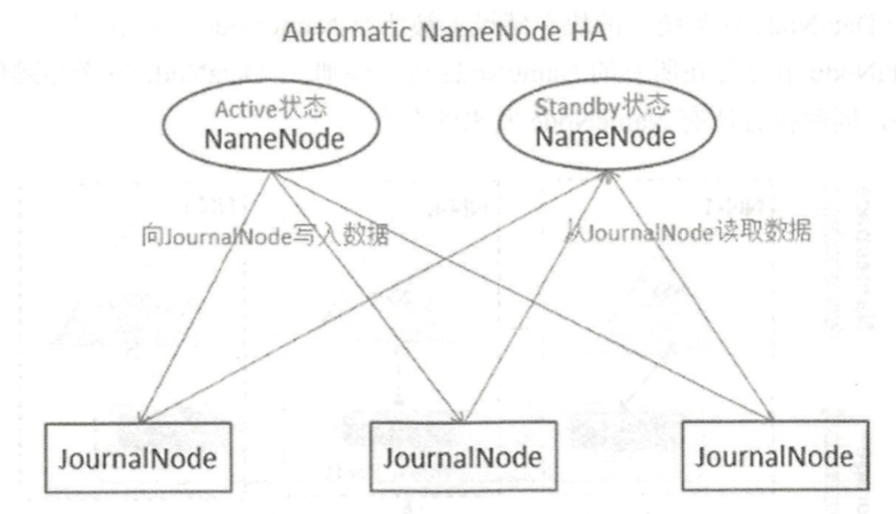 Automatic NameNode HA
Active状态
NameNode
Standby状态
NameNode
向JournalNode写入数据
从JournalNode读取数据
JournalNode
JournalNode
JournalNode